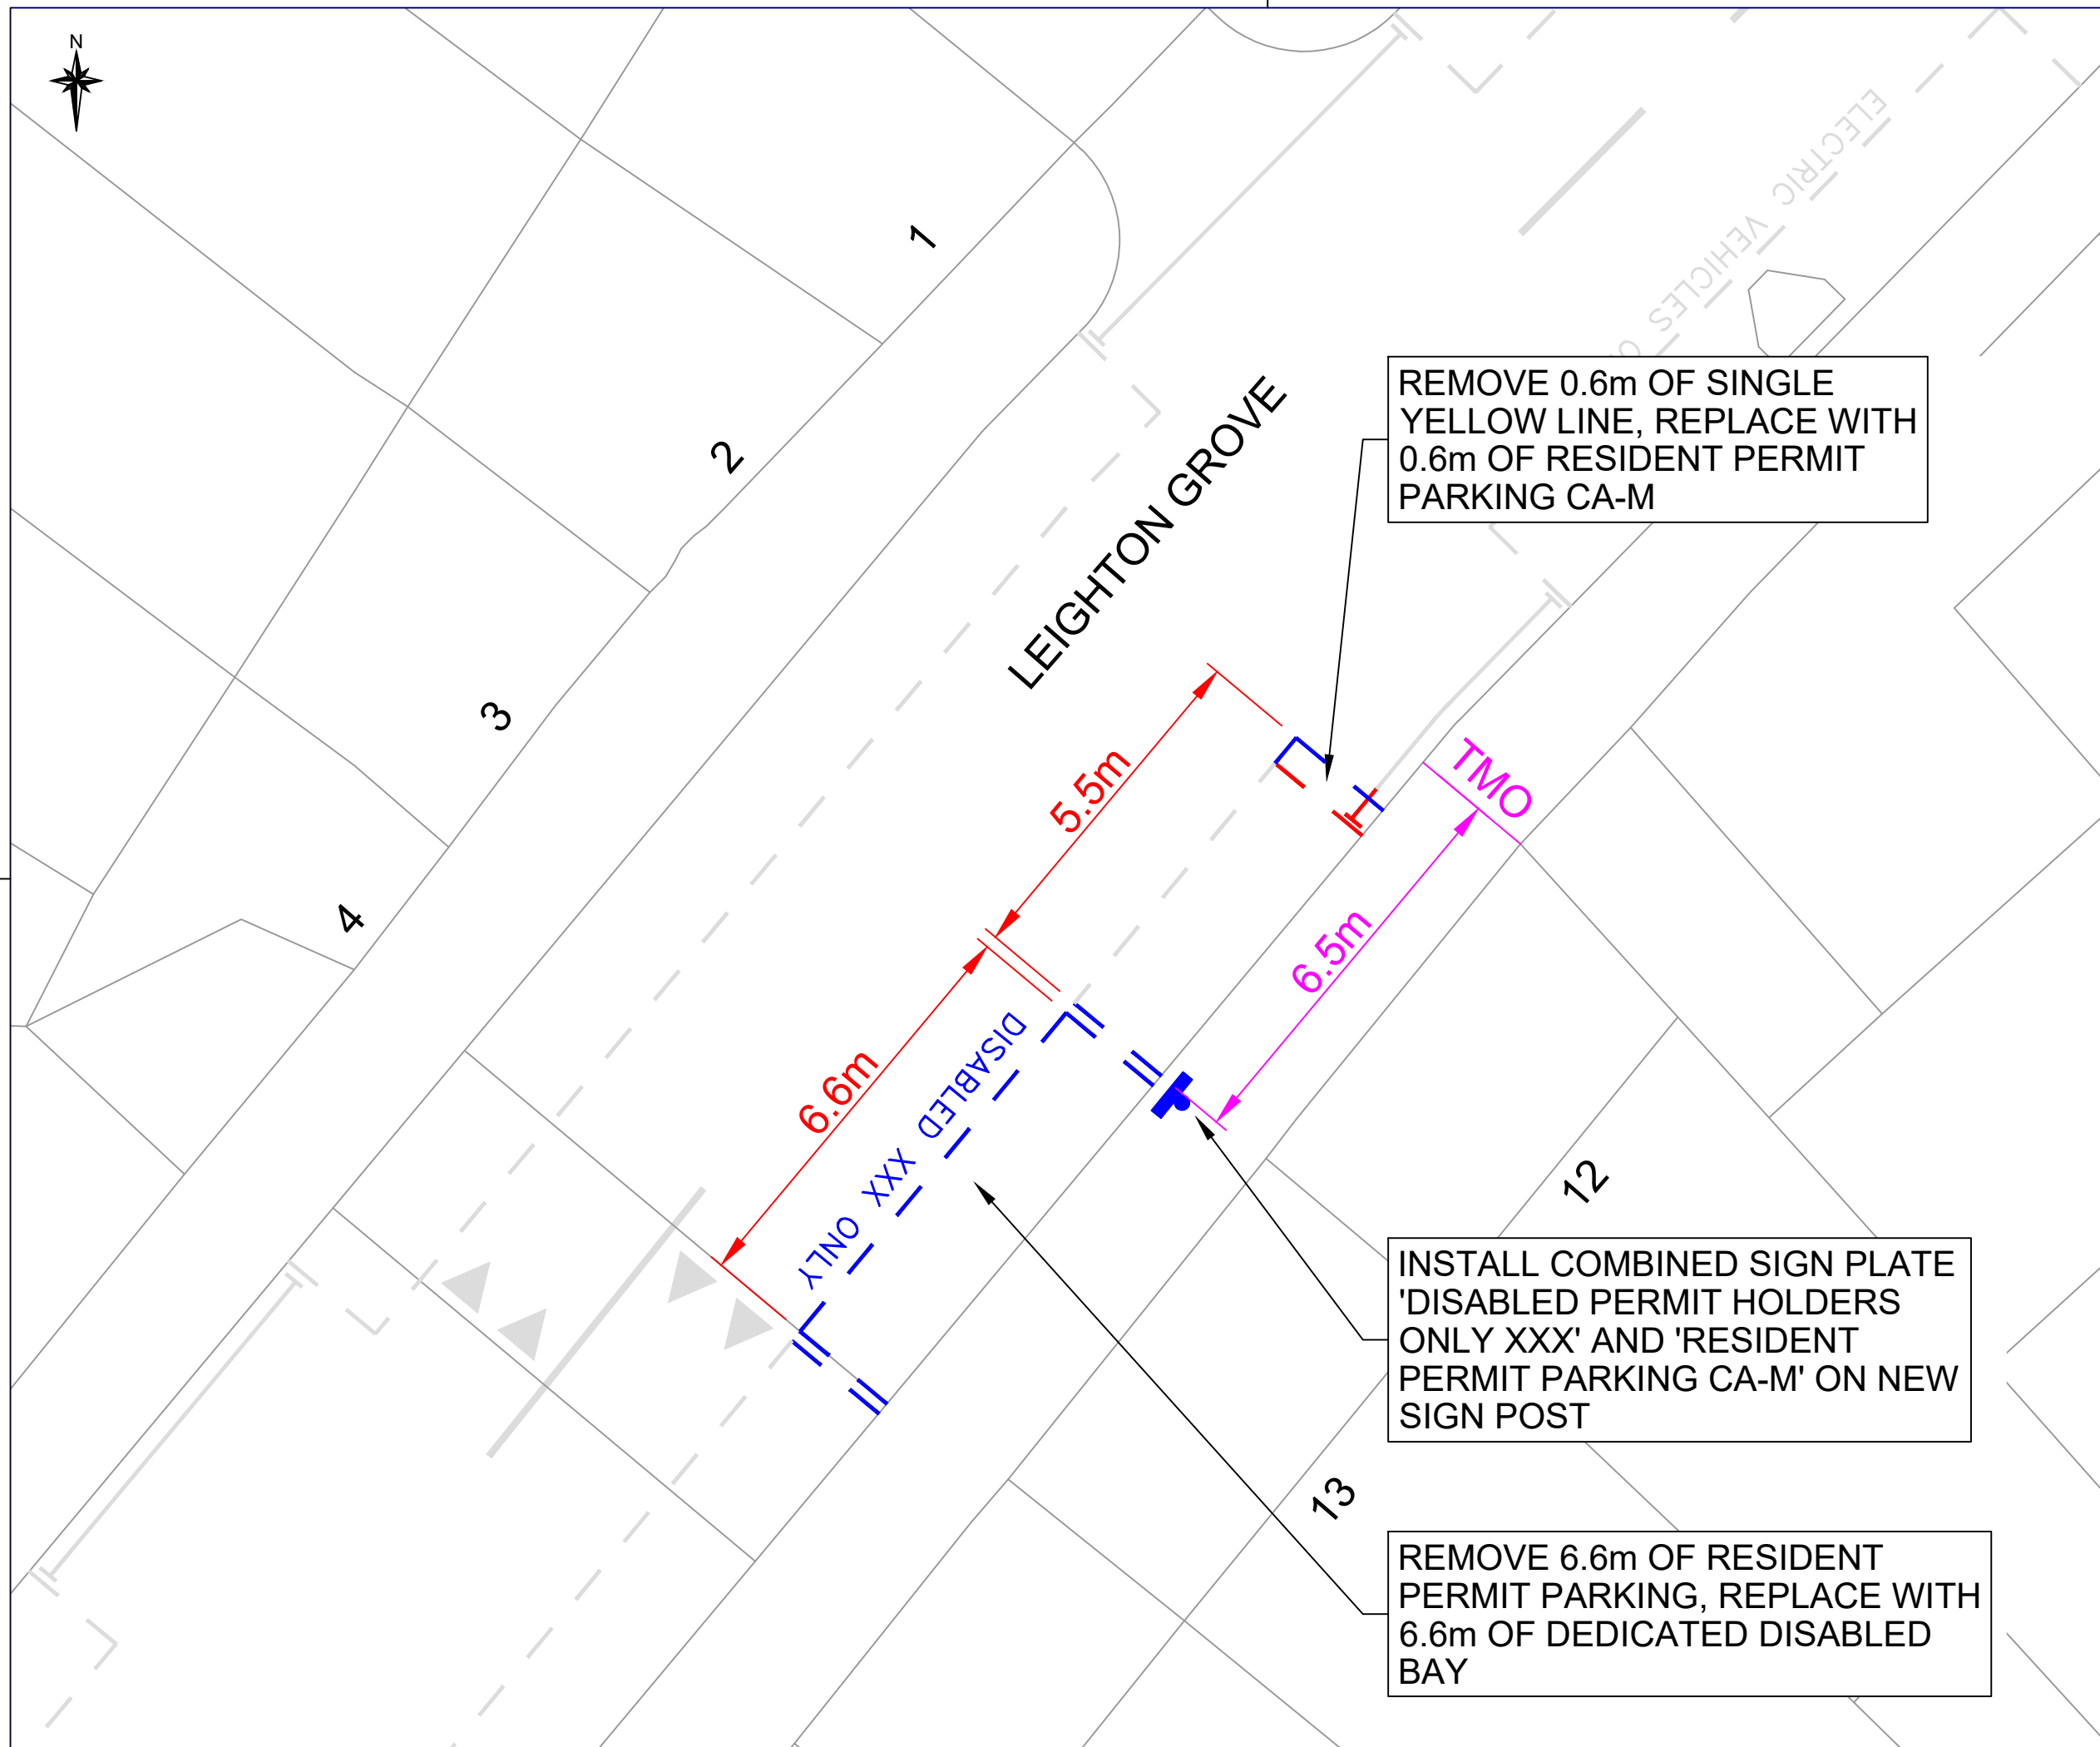 N
ELECTRIC VEHICLES O
1
REMOVE 0.6m OF SINGLE
YELLOW LINE, REPLACE WITH
0.6m OF RESIDENT PERMIT
PARKING CA-M
2
LEIGHTON GROVE
3
TMO
5.5m
4
6.5m
6.6m
DISABLED XXX ONLY
12
INSTALL COMBINED SIGN PLATE
'DISABLED PERMIT HOLDERS
ONLY XXX' AND 'RESIDENT
PERMIT PARKING CA-M' ON NEW
SIGN POST
13
REMOVE 6.6m OF RESIDENT
PERMIT PARKING, REPLACE WITH
6.6m OF DEDICATED DISABLED
BAY